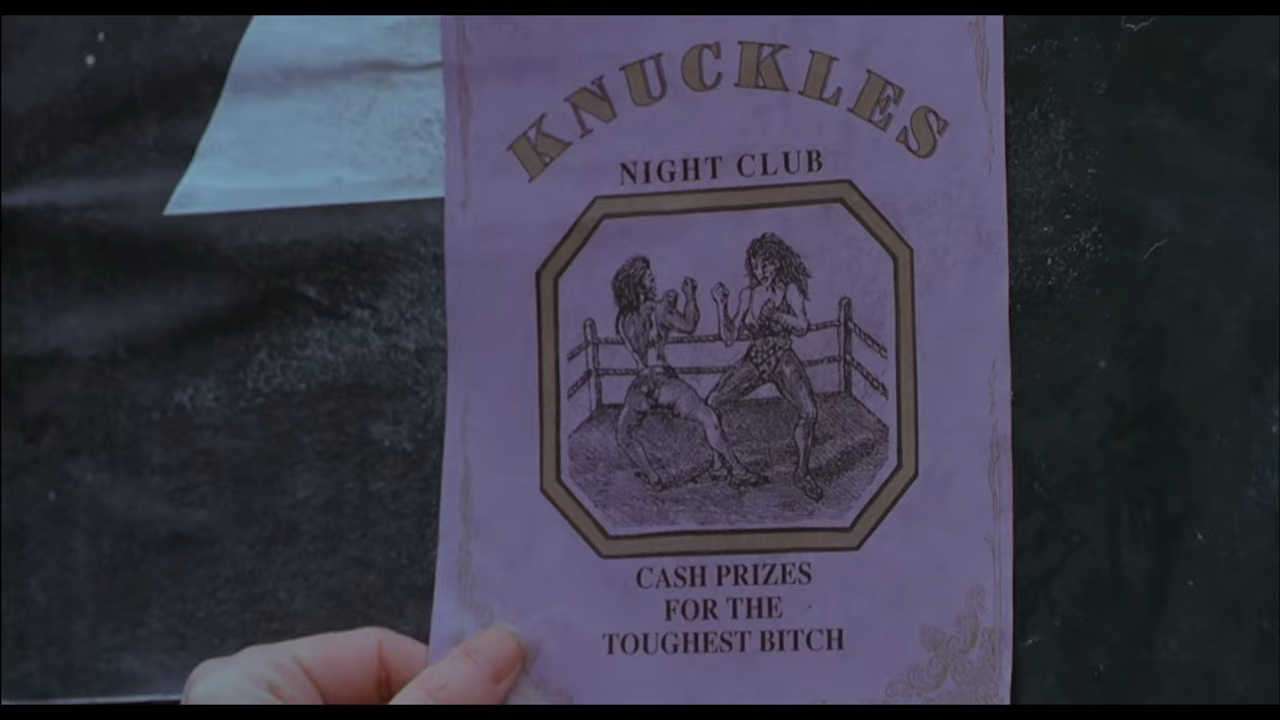 KNUCKLES
NIGHT CLUB
CASH PRIZES
FOR THE
TOUGHEST BITCH